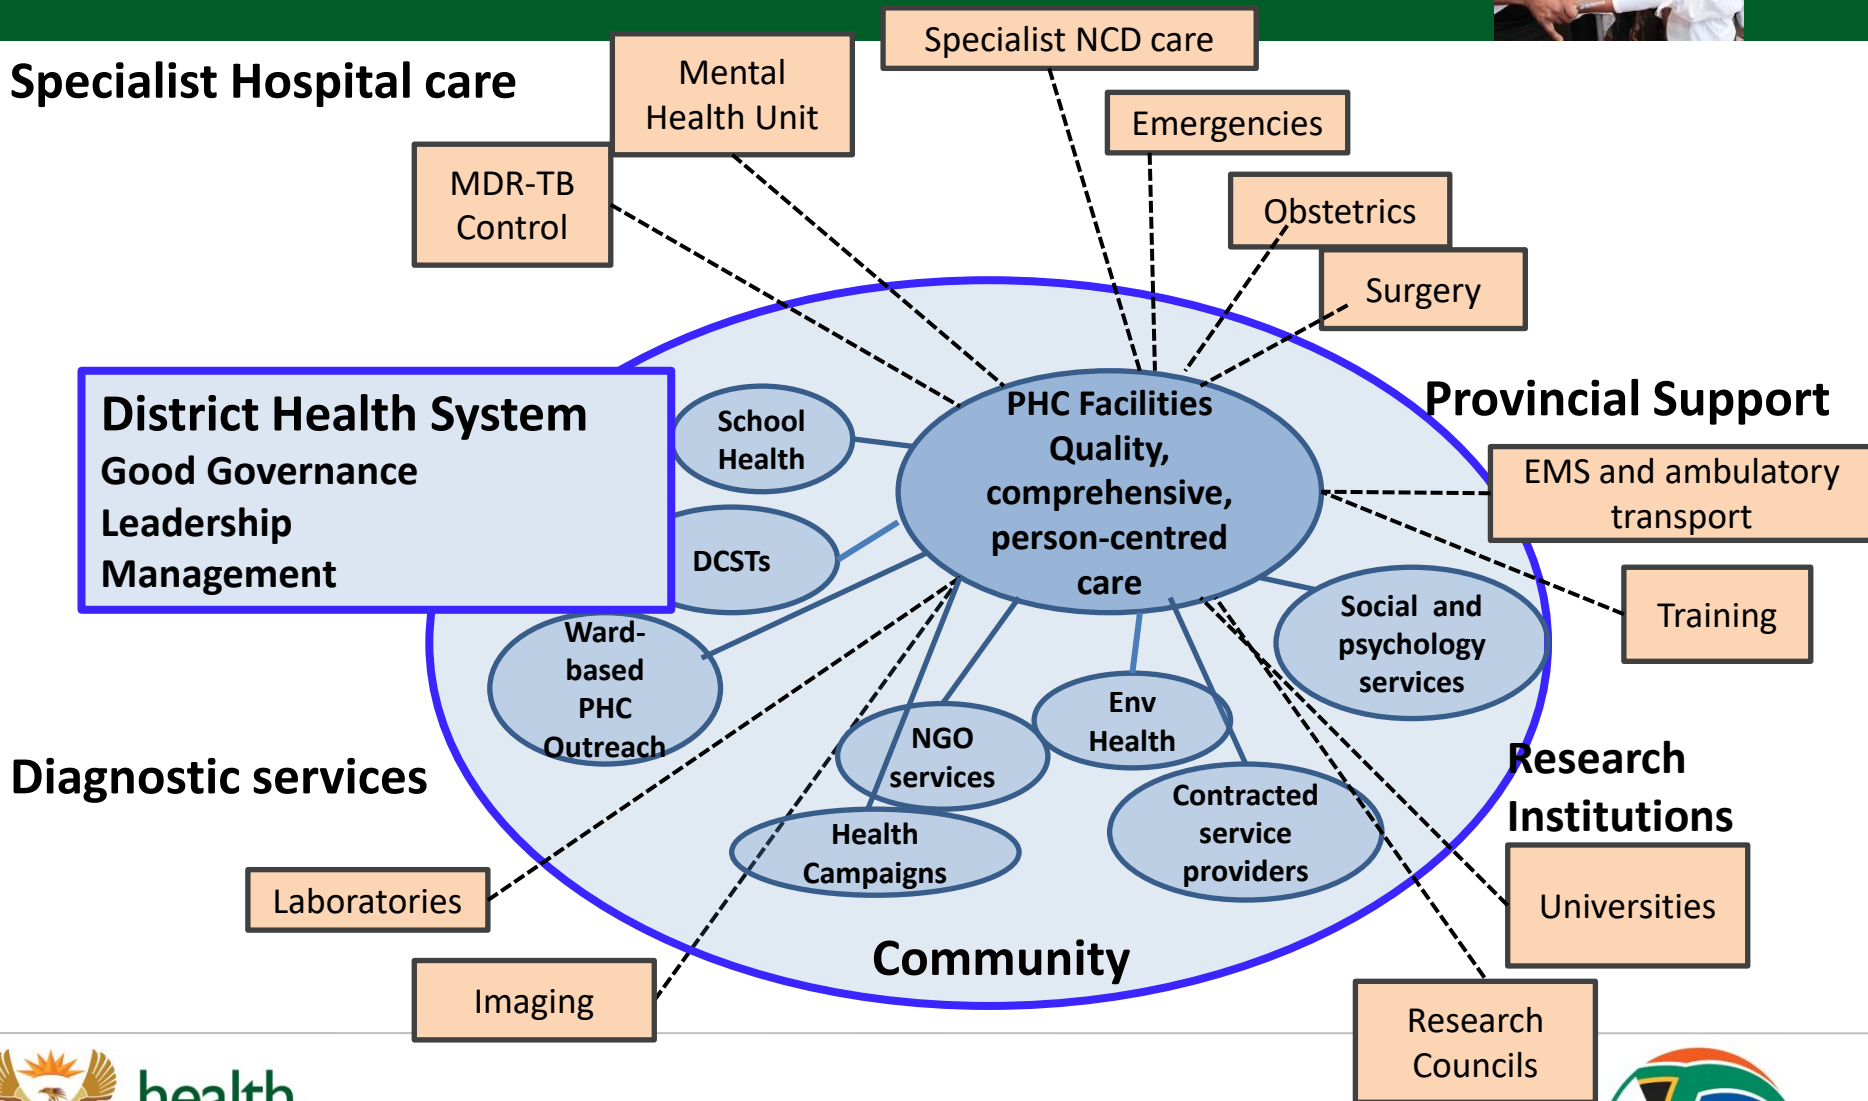 Specialist NCD care
Specialist Hospital care
Mental
Health Unit
Emergencies
MDR-TB
Control
Obstetrics
Surgery
District Health System
Good Governance
Leadership
Management
School
Health
PHC Facilities
Quality,
comprehensive,
person-centred
care
Provincial Support
EMS and ambulatory
transport
DCSTs
Training
Social and
psychology
services
Ward-
based
PHC
Outreach
NGO
services
Env
Health
Diagnostic services
Research
Institutions
Contracted
service
providers
Health
Campaigns
Laboratories
Universities
Community
Imaging
Research
Councils
health